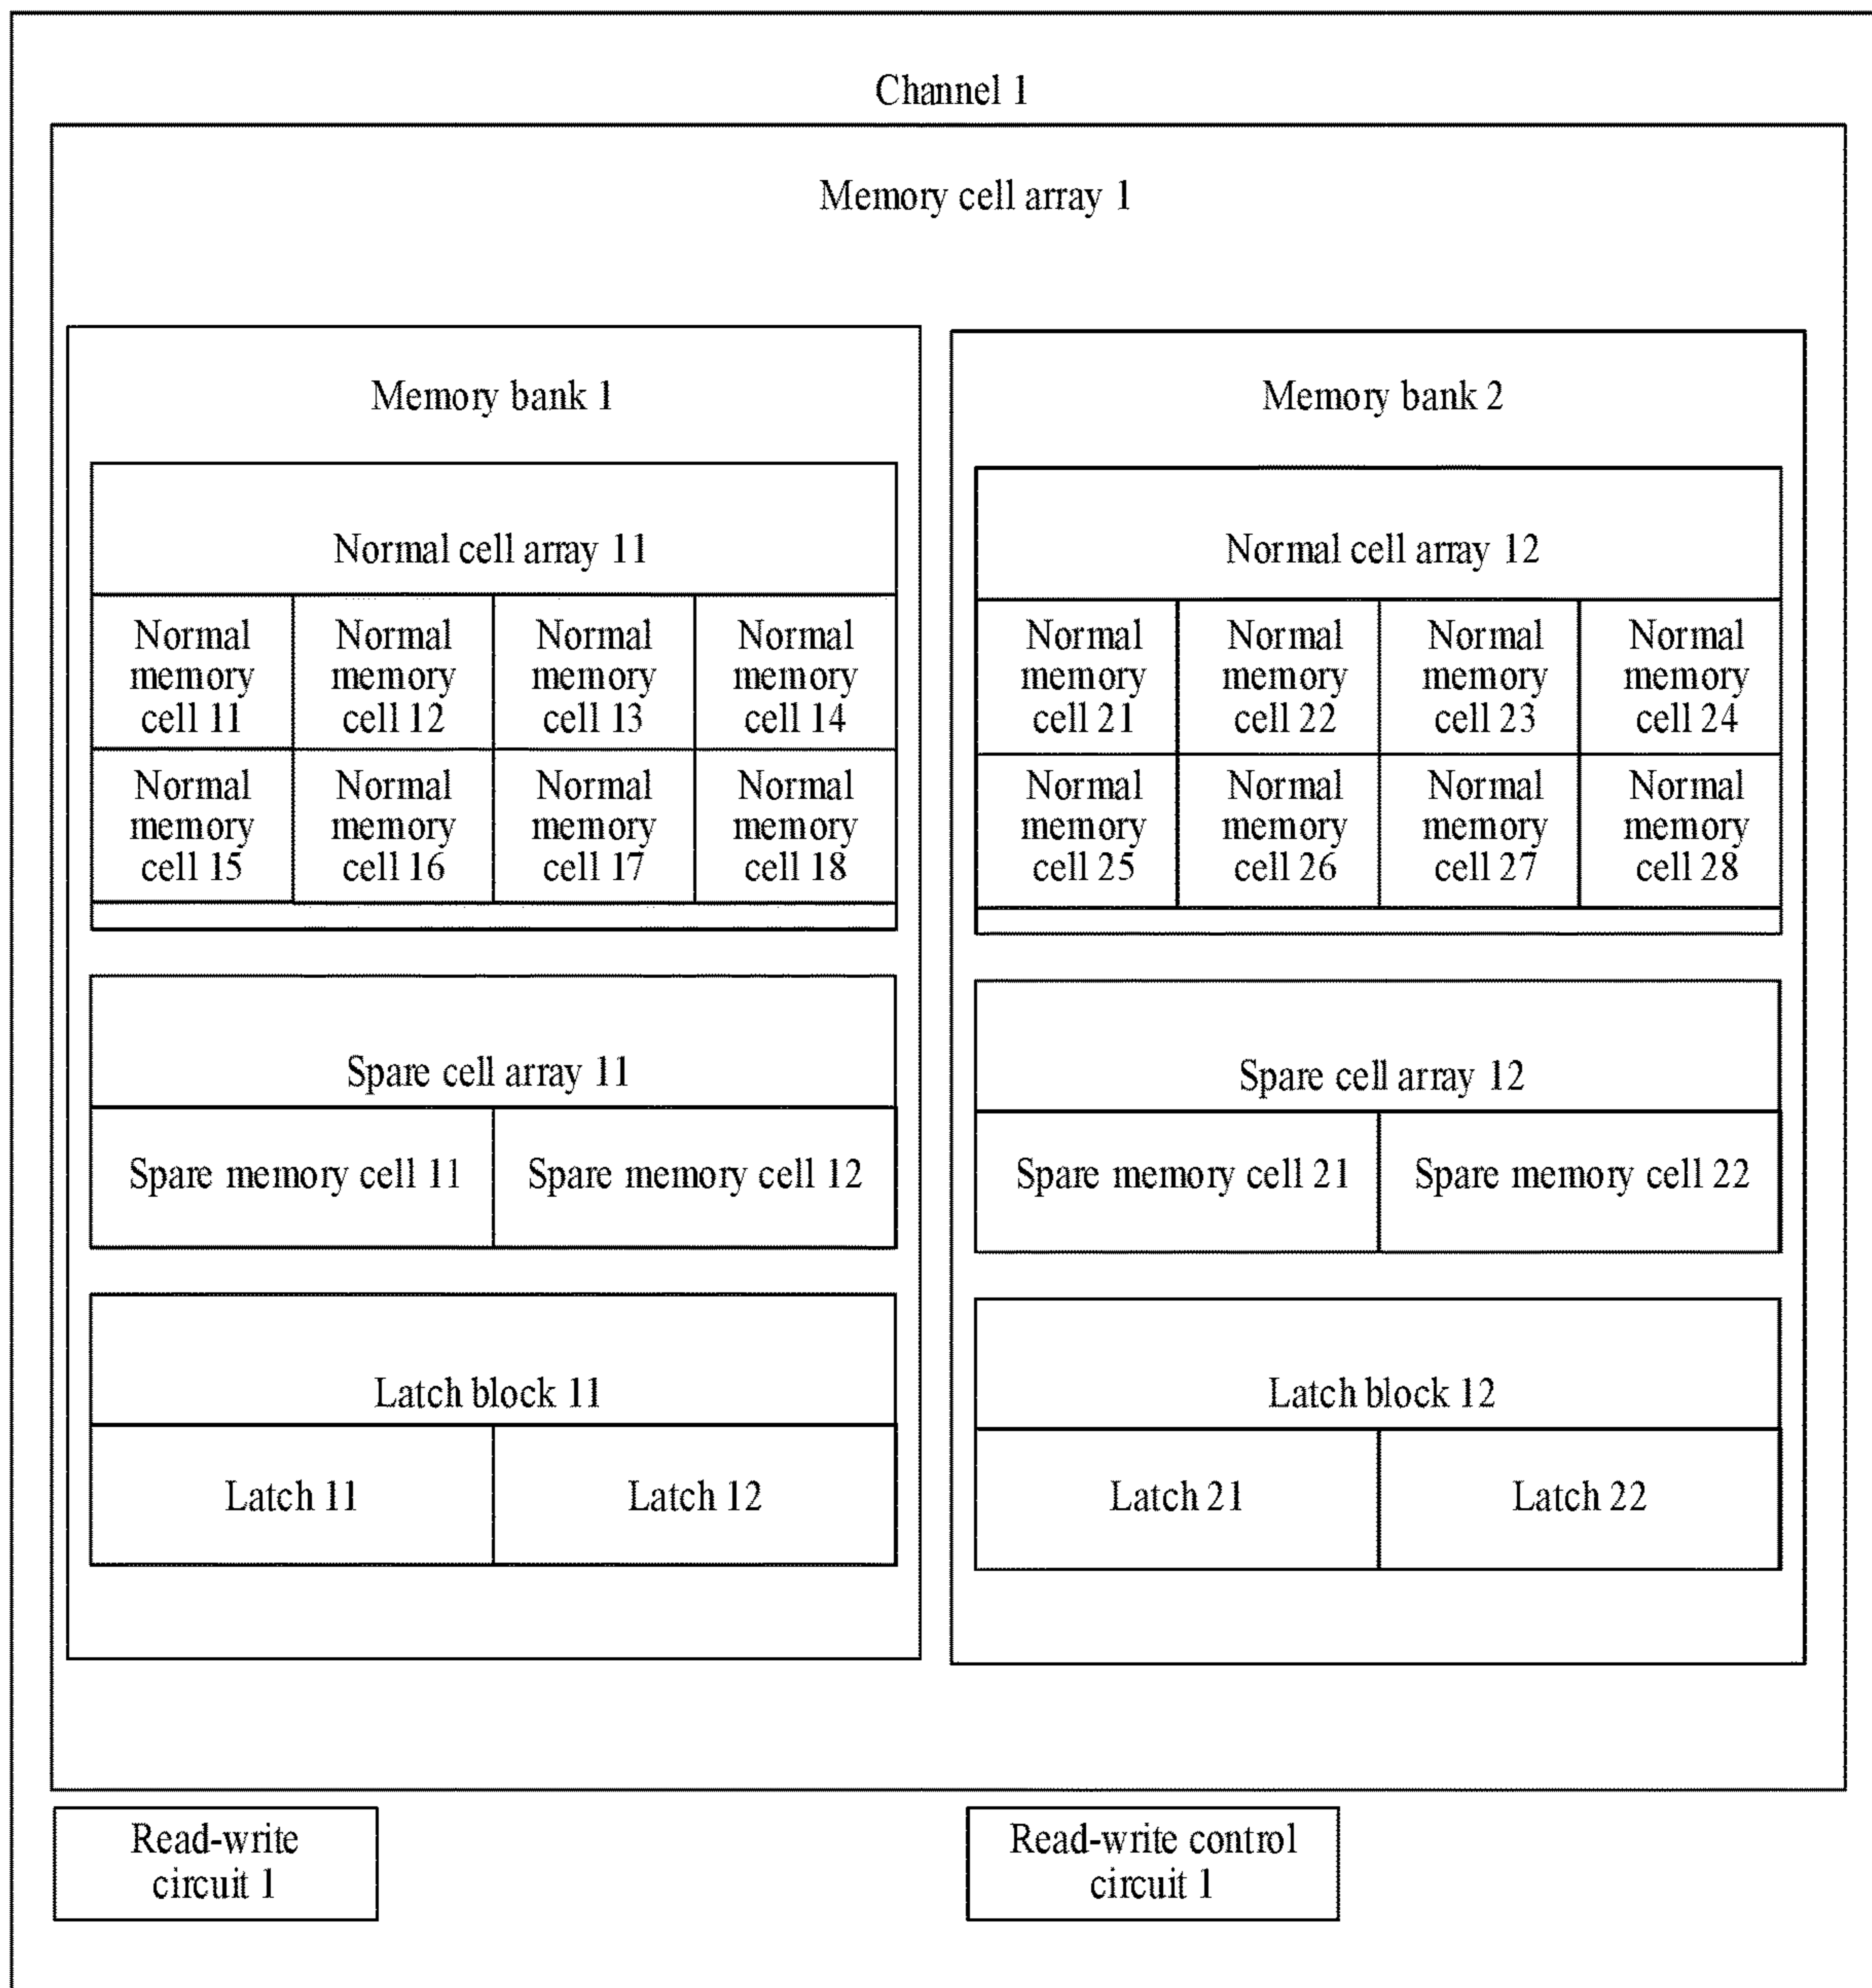 Channel 1
Memory cell array 1
Memory bank 1
Normal cell array 11
Normal
memory
cell 11
Normal
memory
cell 12
Normal
memory
cell 13
Normal
memory
cell 14
Normal
memory
cell 15
Normal
memory
cell 16
Normal
memory
cell 17
Normal
memory
cell 18
Spare cell array 11
Spare memory cell 11
Spare memory cell 12
Latch block 11
Latch 11
Latch 12
Memory bank 2
Normal cell array 12
Normal
memory
cell 21
Normal
memory
cell 22
Normal
memory
cell 23
Normal
memory
cell 24
Normal
memory
cell 25
Normal
memory
cell 26
Normal
memory
cell 27
Normal
memory
cell 28
Spare cell array 12
Spare memory cell 21
Spare memory cell 22
Latch block 12
Latch 21
Latch 22
Read-write
circuit 1
Read-write control
circuit 1